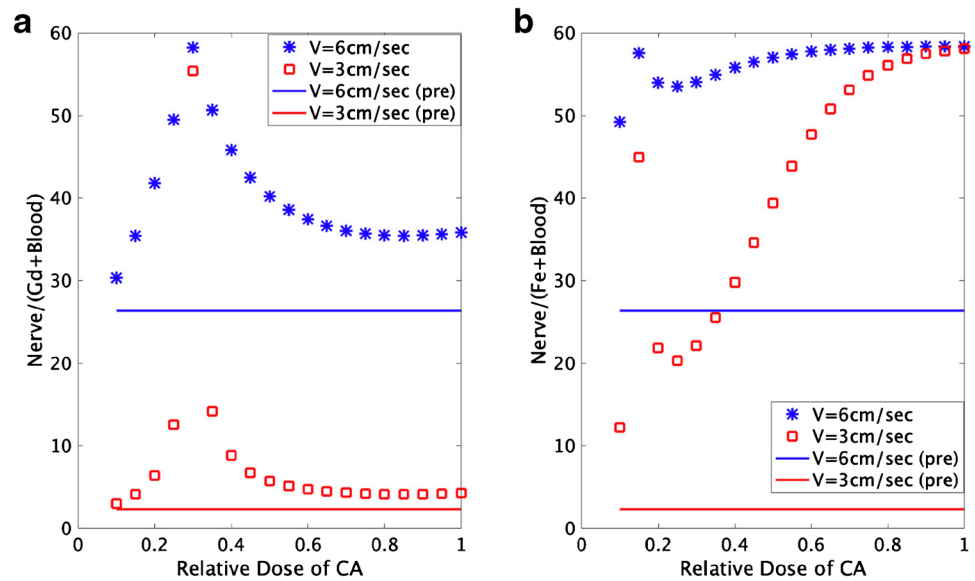 a
60
50
40
30
20
10
0
Nerve/(Gd+Blood)
V=6cm/sec
V=3cm/sec
V=6cm/sec (pre)
V=3cm/sec (pre)
0 0.2 0.4 0.6 0.8 1
Relative Dose of CA
b
60
50
40
30
20
10
0
Nerve/(Fe+Blood)
V=6cm/sec
V=3cm/sec
V=6cm/sec (pre)
V=3cm/sec (pre)
0 0.2 0.4 0.6 0.8 1
Relative Dose of CA